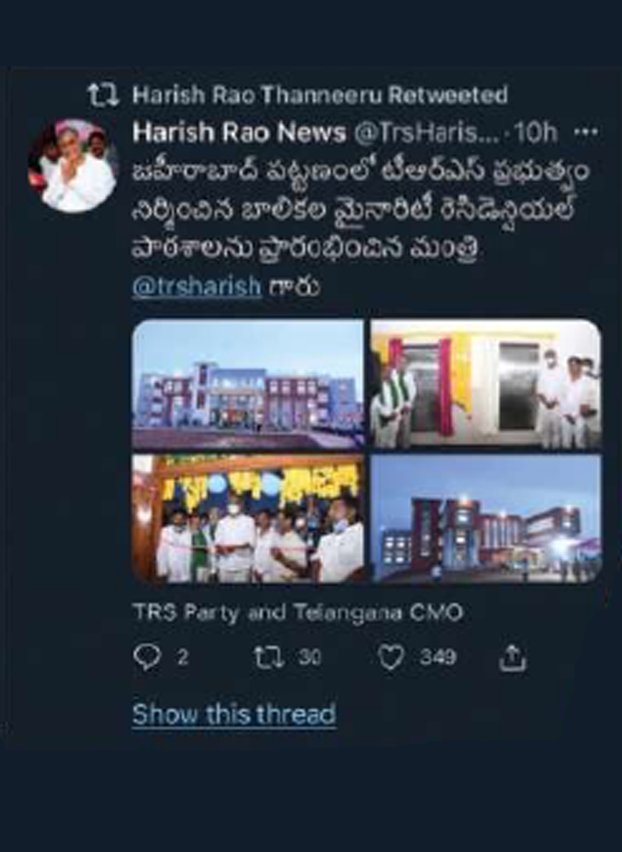 Harish Rao Thanneeru Retweeted
Harish Rao News @TrsHaris... · 10h ...
జహీరాబాద్ పట్టణంలో టీఆర్ఎస్ ప్రభుత్వం
నిర్మించిన బాలికల మైనారిటీ రెసిడెన్షియల్
పాఠశాలను ప్రారంభించిన మంత్రి
@trsharish గారు
TRS Party and Telangana CMO
2 30 349
Show this thread